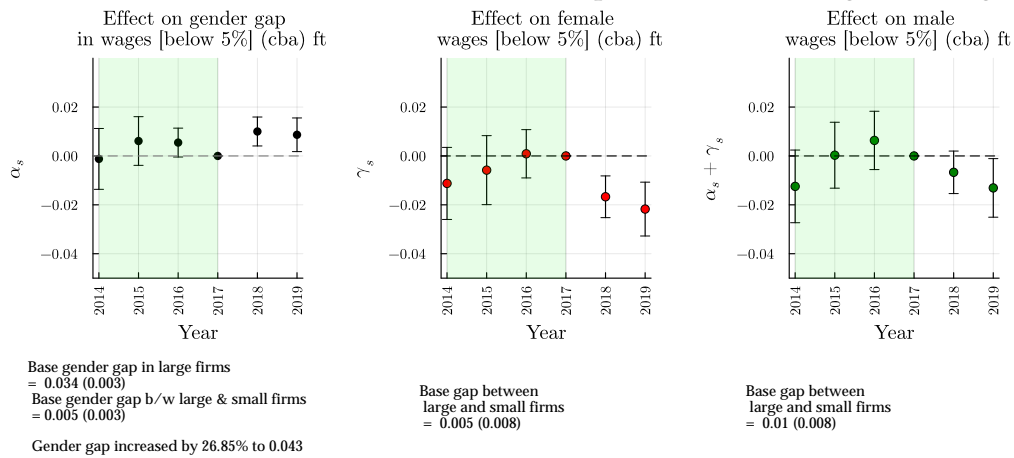 Effect on gender gap
in wages [below 5%] (cba) ft
0.02
0.00
−0.02
−0.04
α_s
2014
2015
2016
2017
2018
2019
Year
Base gender gap in large firms
= 0.034 (0.003)
Base gender gap b/w large & small firms
= 0.005 (0.003)
Gender gap increased by 26.85% to 0.043
Effect on female
wages [below 5%] (cba) ft
0.02
0.00
−0.02
−0.04
γ_s
2014
2015
2016
2017
2018
2019
Year
Base gap between
large and small firms
= 0.005 (0.008)
Effect on male
wages [below 5%] (cba) ft
0.02
0.00
−0.02
−0.04
α_s + γ_s
2014
2015
2016
2017
2018
2019
Year
Base gap between
large and small firms
= 0.01 (0.008)